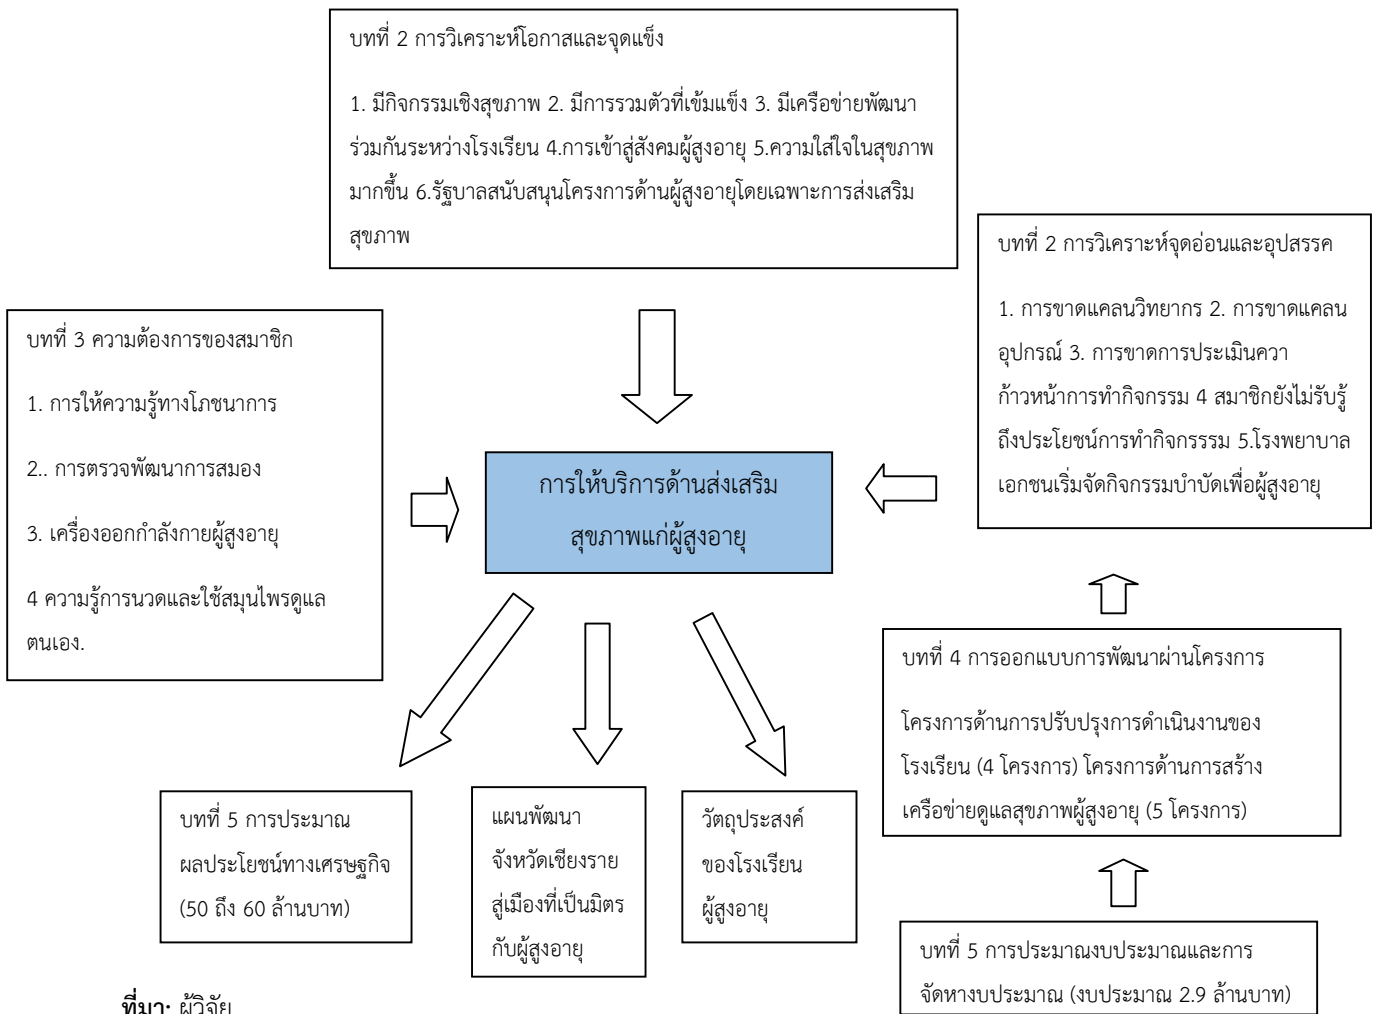 บทที่ 2 การวิเคราะห์โอกาสและจุดแข็ง
1. มีกิจกรรมเชิงสุขภาพ 2. มีการรวมตัวที่เข้มแข็ง 3. มีเครือข่ายพัฒนา
ร่วมกันระหว่างโรงเรียน 4.การเข้าสู่สังคมผู้สูงอายุ 5.ความใส่ใจในสุขภาพ
มากขึ้น 6.รัฐบาลสนับสนุนโครงการด้านผู้สูงอายุโดยเฉพาะการส่งเสริม
สุขภาพ
บทที่ 2 การวิเคราะห์จุดอ่อนและอุปสรรค
1. การขาดแคลนวิทยากร 2. การขาดแคลน
อุปกรณ์ 3. การขาดการประเมินควา
ก้าวหน้าการทำกิจกรรม 4 สมาชิกยังไม่รับรู้
ถึงประโยชน์การทำกิจกรรรม 5.โรงพยาบาล
เอกชนเริ่มจัดกิจกรรมบำบัดเพื่อผู้สูงอายุ
บทที่ 3 ความต้องการของสมาชิก
1. การให้ความรู้ทางโภชนาการ
2.. การตรวจพัฒนาการสมอง
3. เครื่องออกกำลังกายผู้สูงอายุ
4 ความรู้การนวดและใช้สมุนไพรดูแล
ตนเอง.
การให้บริการด้านส่งเสริม
สุขภาพแก่ผู้สูงอายุ
บทที่ 4 การออกแบบการพัฒนาผ่านโครงการ
โครงการด้านการปรับปรุงการดำเนินงานของ
โรงเรียน (4 โครงการ) โครงการด้านการสร้าง
เครือข่ายดูแลสุขภาพผู้สูงอายุ (5 โครงการ)
บทที่ 5 การประมาณ
ผลประโยชน์ทางเศรษฐกิจ
(50 ถึง 60 ล้านบาท)
แผนพัฒนา
จังหวัดเชียงราย
สู่เมืองที่เป็นมิตร
กับผู้สูงอายุ
วัตถุประสงค์
ของโรงเรียน
ผู้สูงอายุ
บทที่ 5 การประมาณงบประมาณและการ
จัดหางบประมาณ (งบประมาณ 2.9 ล้านบาท)
ที่มา: ผู้วิจัย